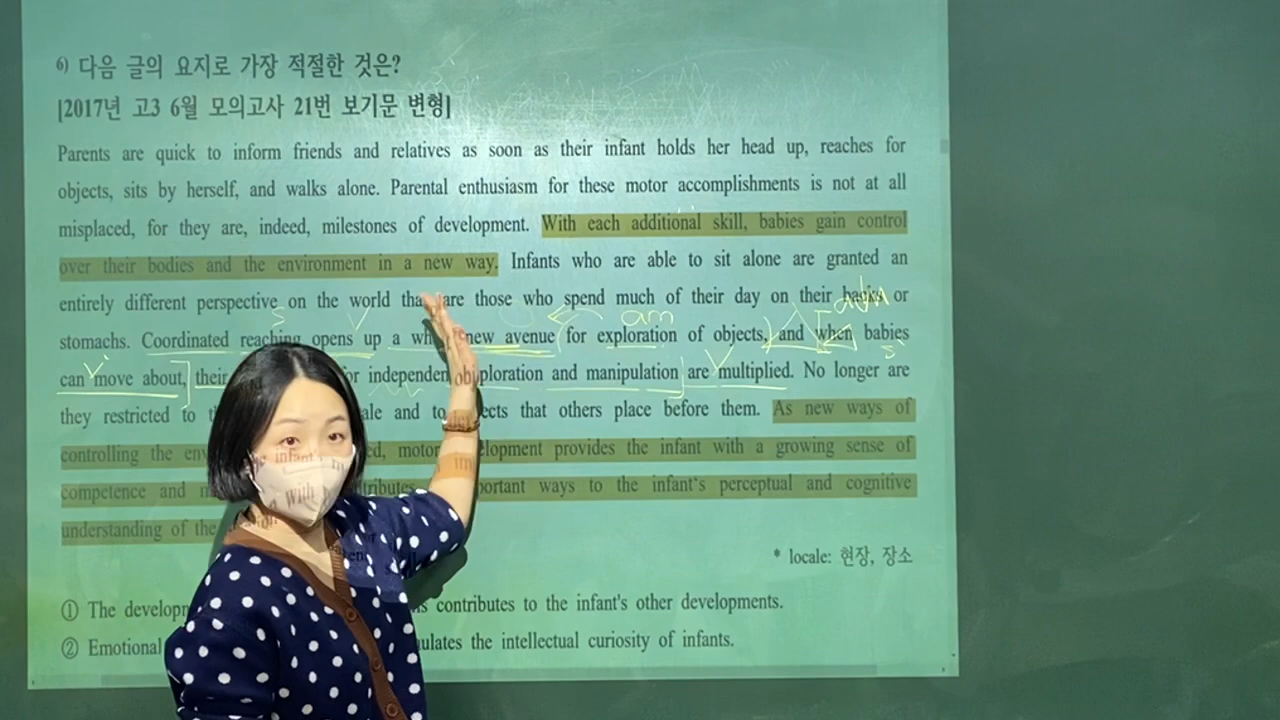 6) 다음 글의 요지로 가장 적절한 것은?
[2017년 고3 6월 모의고사 21번 보기문 변형]
Parents are quick to inform friends and relatives as soon as their infant holds her head up, reaches for
objects, sits by herself, and walks alone. Parental enthusiasm for these motor accomplishments is not at all
misplaced, for they are, indeed, milestones of development. With each additional skill, babies gain control
over their bodies and the environment in a new way. Infants who are able to sit alone are granted an
entirely different perspective on the world than are those who spend much of their day on their backs or
stomachs. Coordinated reaching opens up a new avenue for exploration of objects, and when babies
can move about, their independent and manipulation are multiplied. No longer are
they restricted to and to that others place before them. As new ways of
controlling the motor provides the infant with a growing sense of
competence and ways to the infant's perceptual and cognitive
understanding of the
* locale: 현장, 장소
① The contributes to the infant's other developments.
② Emotional the intellectual curiosity of infants.